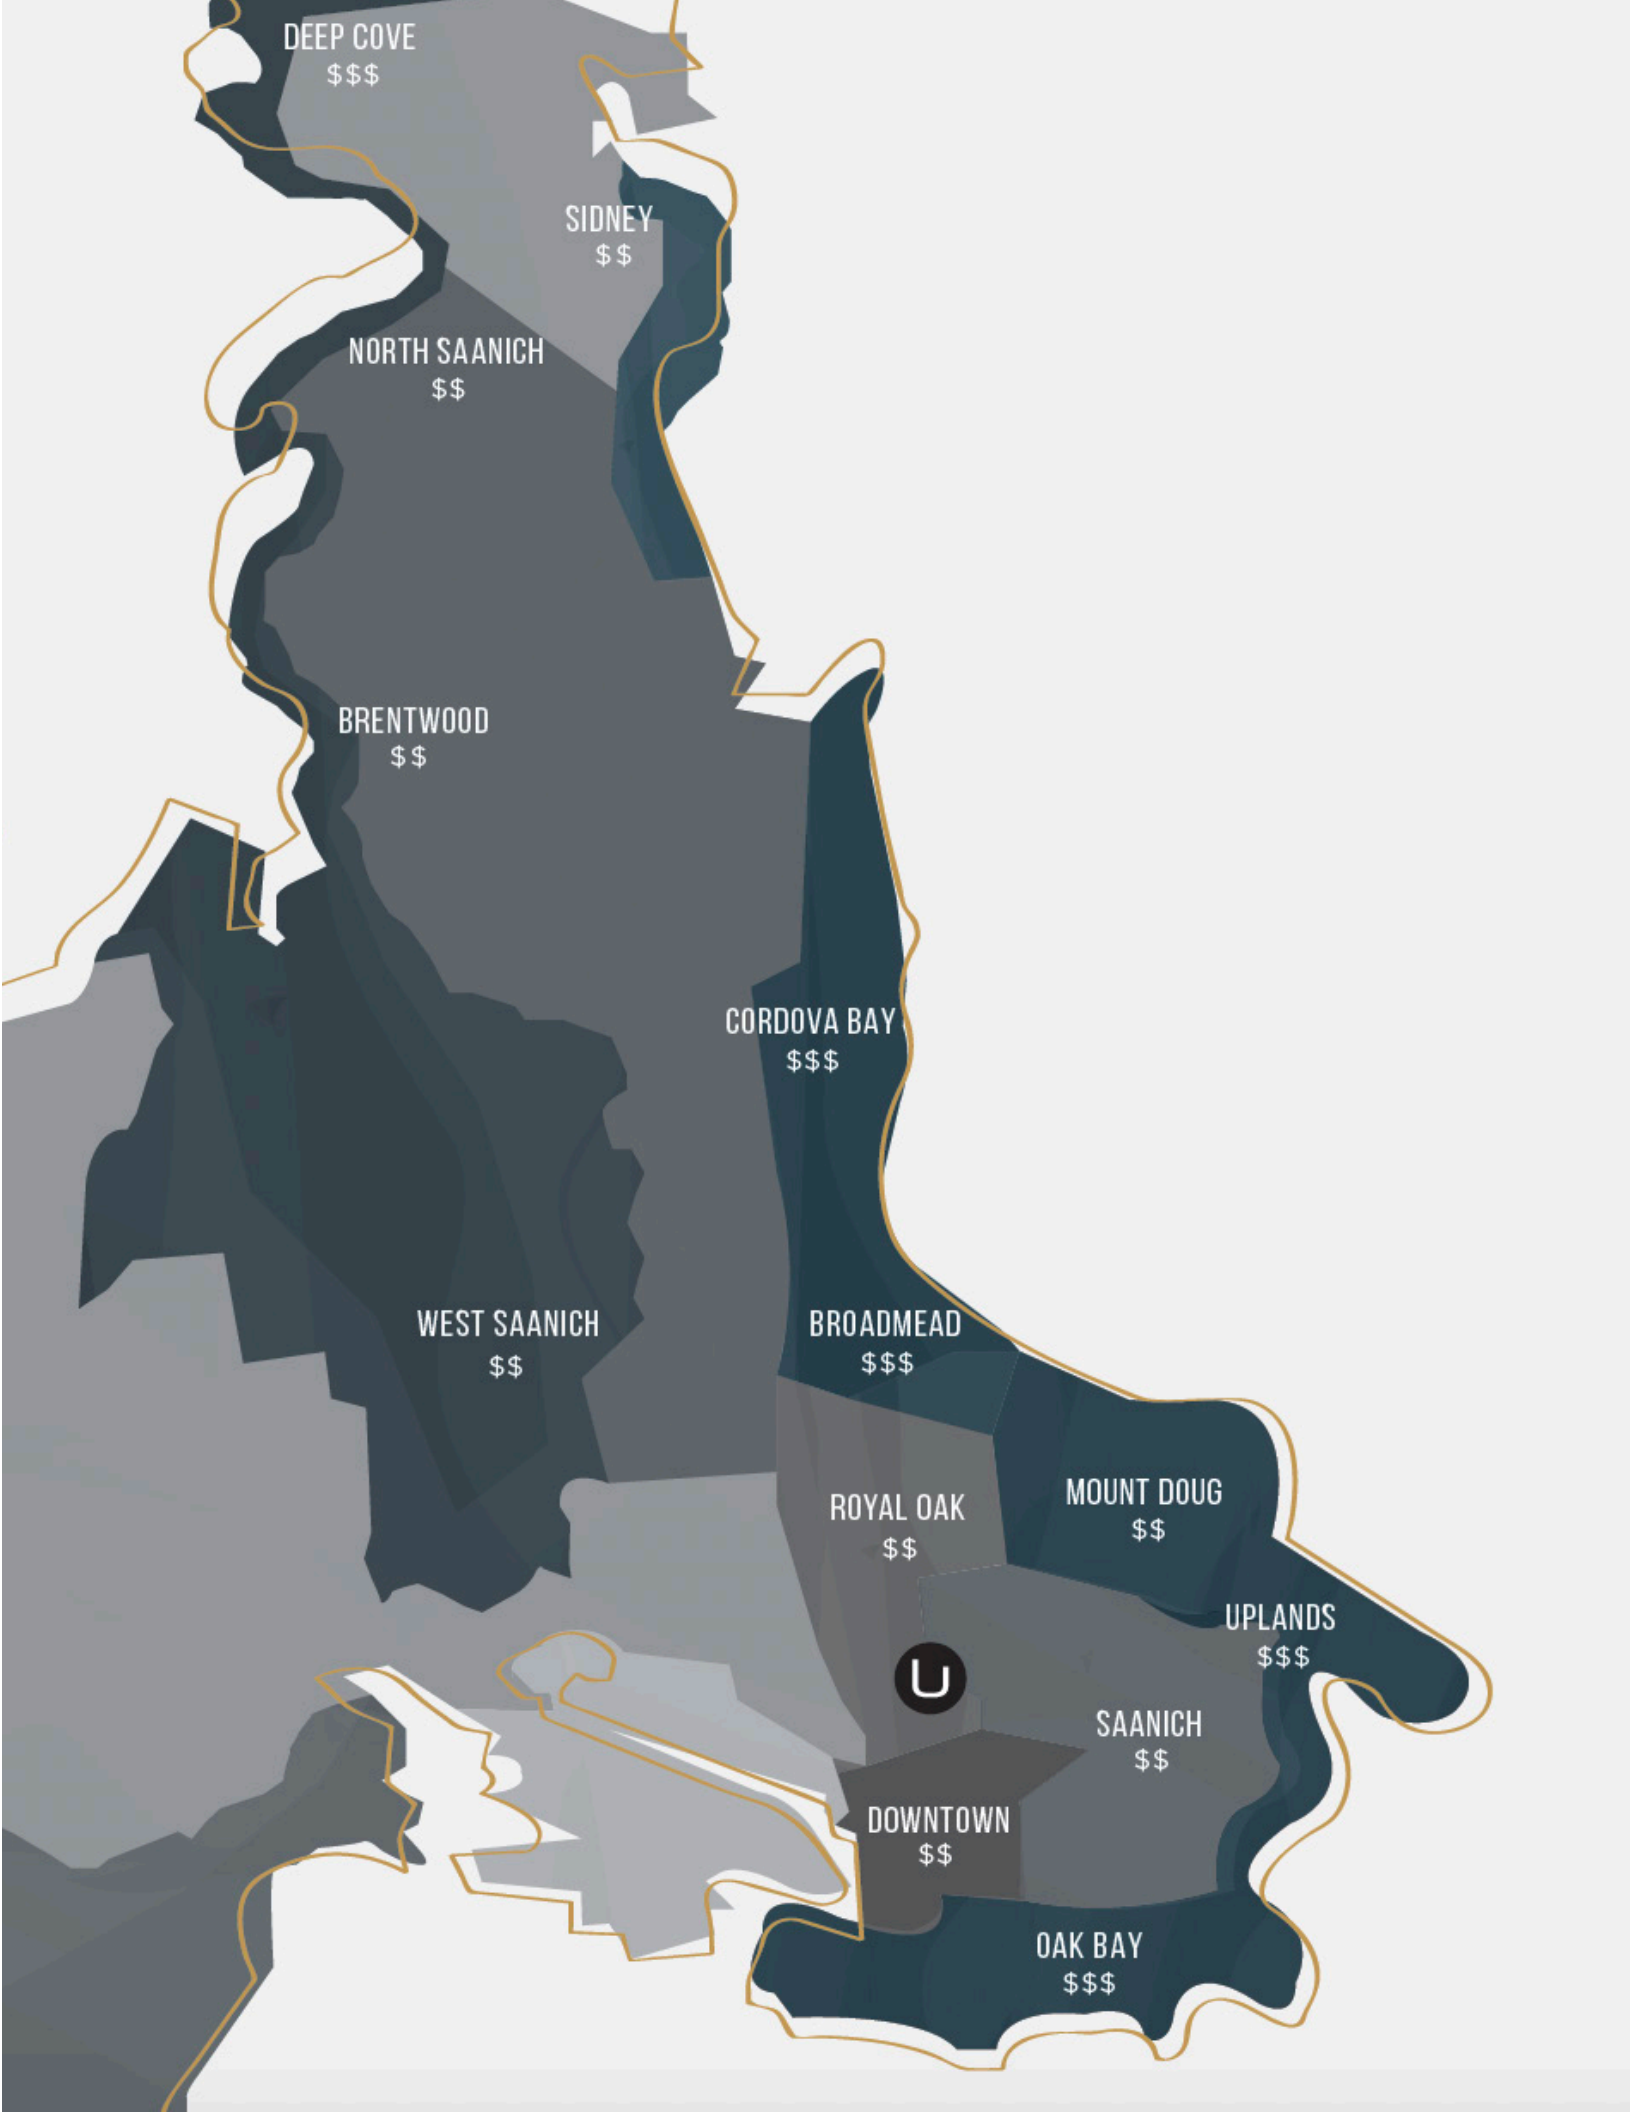 DEEP COVE
$$$
SIDNEY
$$
NORTH SAANICH
$$
BRENTWOOD
$$
CORDOVA BAY
$$$
WEST SAANICH
$$
BROADMEAD
$$$
MOUNT DOUG
$$
ROYAL OAK
$$
UPLANDS
$$$
U
SAANICH
$$
DOWNTOWN
$$
OAK BAY
$$$